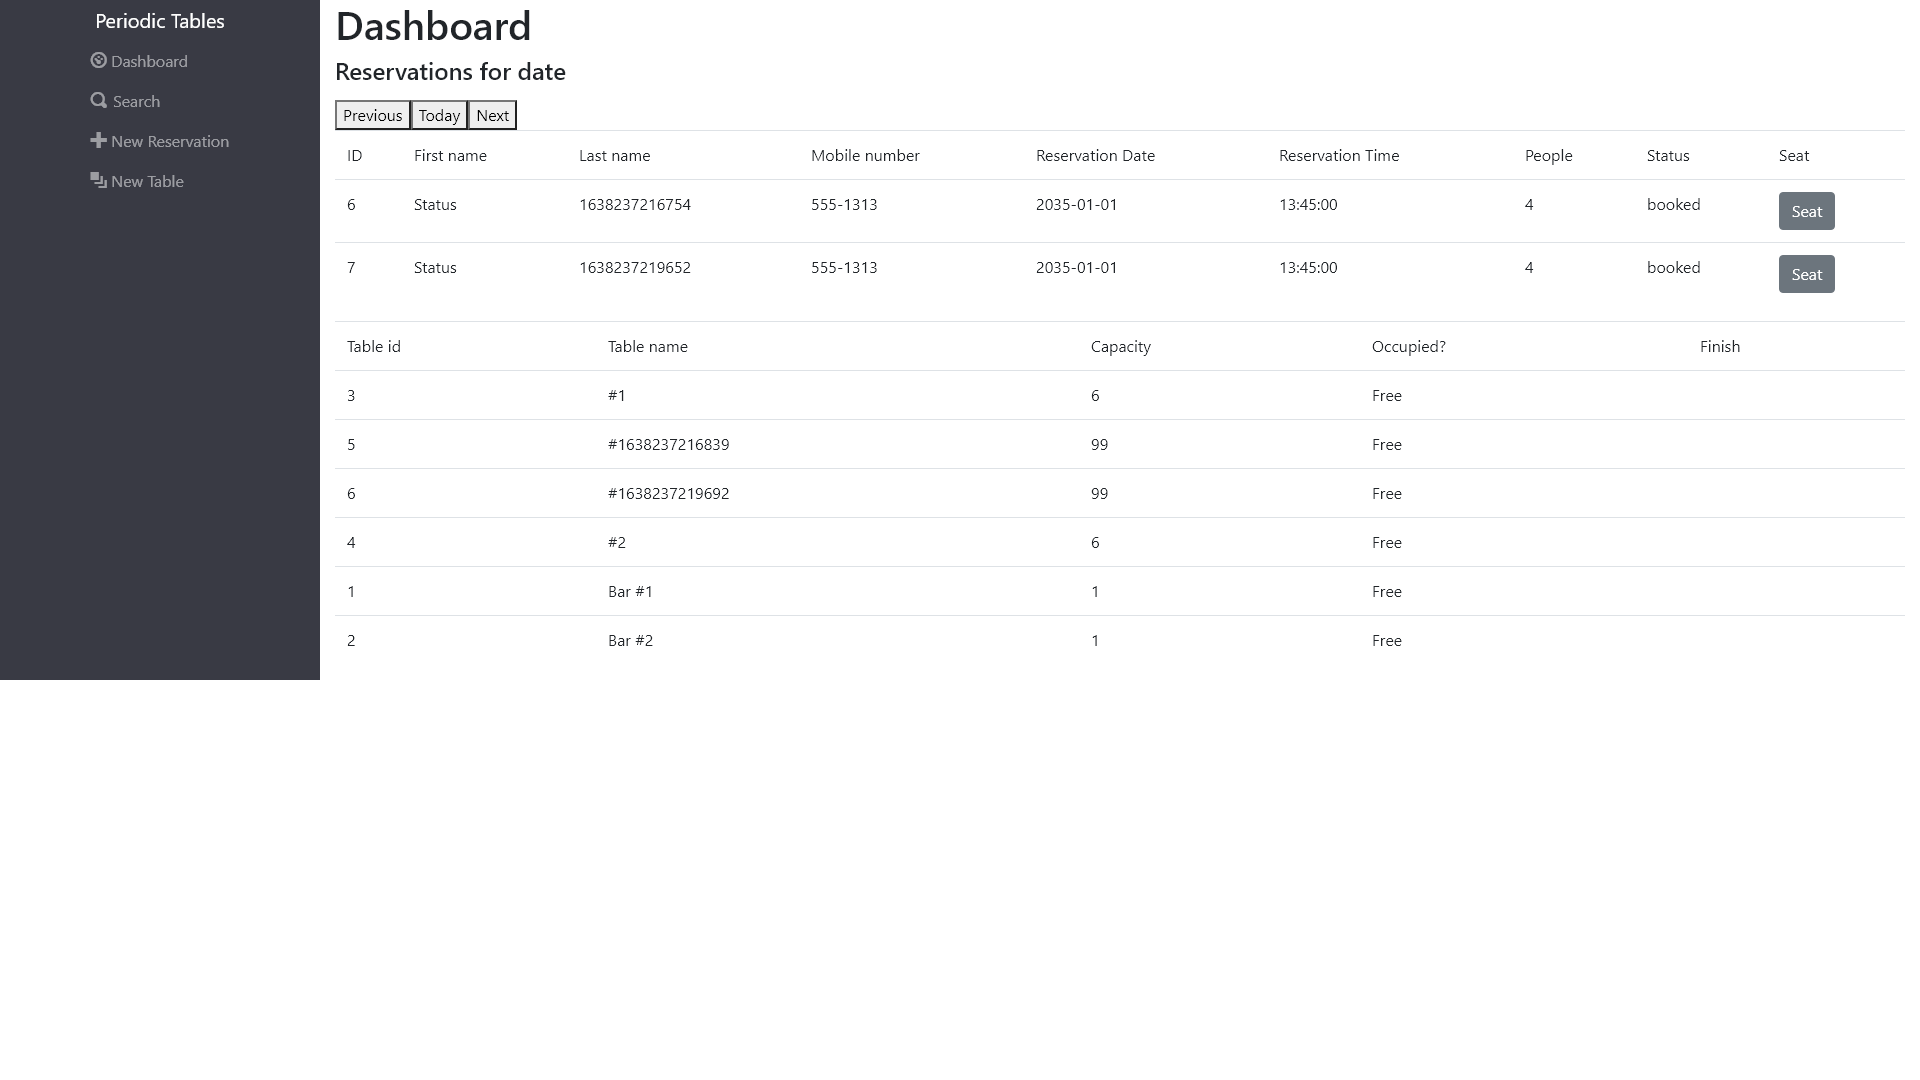 Periodic Tables
Dashboard
Search
New Reservation
New Table
Dashboard
Reservations for date
Previous Today Next
ID First name Last name Mobile number Reservation Date Reservation Time People Status Seat
6 Status 1638237216754 555-1313 2035-01-01 13:45:00 4 booked Seat
7 Status 1638237219652 555-1313 2035-01-01 13:45:00 4 booked Seat
Table id Table name Capacity Occupied? Finish
3 #1 6 Free
5 #1638237216839 99 Free
6 #1638237219692 99 Free
4 #2 6 Free
1 Bar #1 1 Free
2 Bar #2 1 Free